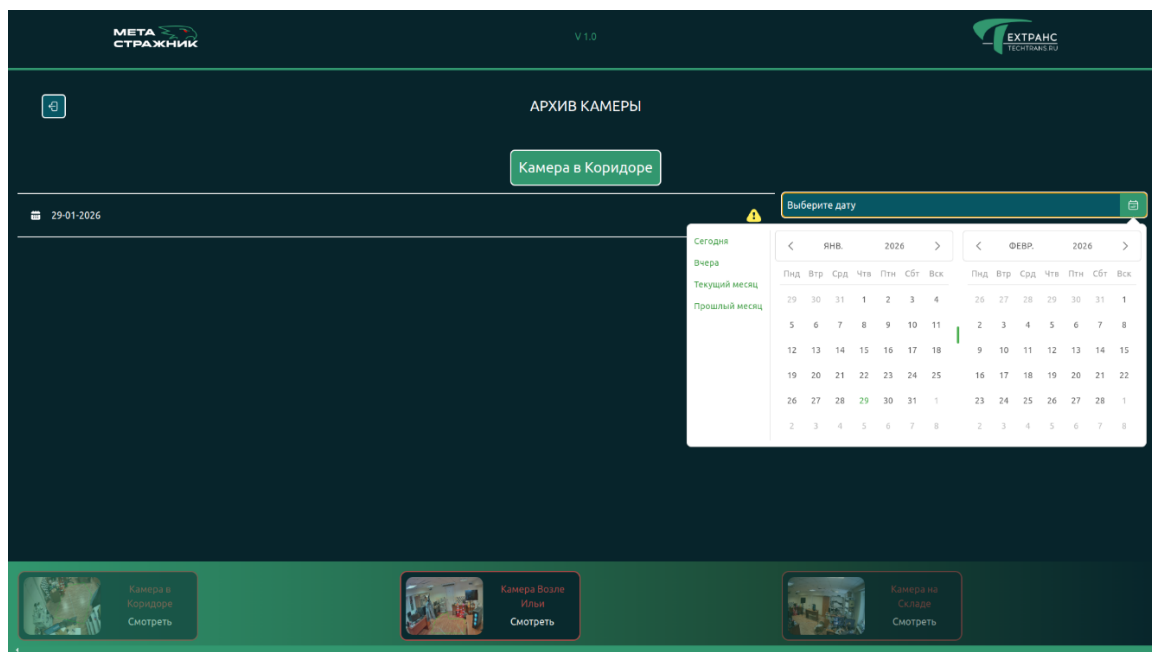 МЕТА
СТРАЖНИК
V 1.0
ЕХТРАНС
TECHTRANS.RU
АРХИВ КАМЕРЫ
Камера в Коридоре
29-01-2026
Выберите дату
Сегодня
Вчера
Текущий месяц
Прошлый месяц
ЯНВ. 2026
Пнд Втр Срд Чтв Птн Сбт Вск
29 30 31 1 2 3 4
5 6 7 8 9 10 11
12 13 14 15 16 17 18
19 20 21 22 23 24 25
26 27 28 29 30 31 1
2 3 4 5 6 7 8
ФЕВР. 2026
Пнд Втр Срд Чтв Птн Сбт Вск
26 27 28 29 30 31 1
2 3 4 5 6 7 8
9 10 11 12 13 14 15
16 17 18 19 20 21 22
23 24 25 26 27 28 1
2 3 4 5 6 7 8
Камера в
Коридоре
Смотреть
Камера Возле
Ильи
Смотреть
Камера на
Складе
Смотреть